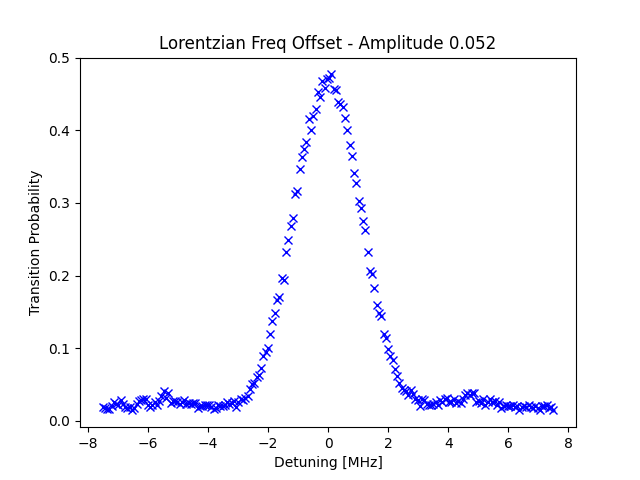 Lorentzian Freq Offset - Amplitude 0.052
Transition Probability
0.5
0.4
0.3
0.2
0.1
0.0
−8 −6 −4 −2 0 2 4 6 8
Detuning [MHz]